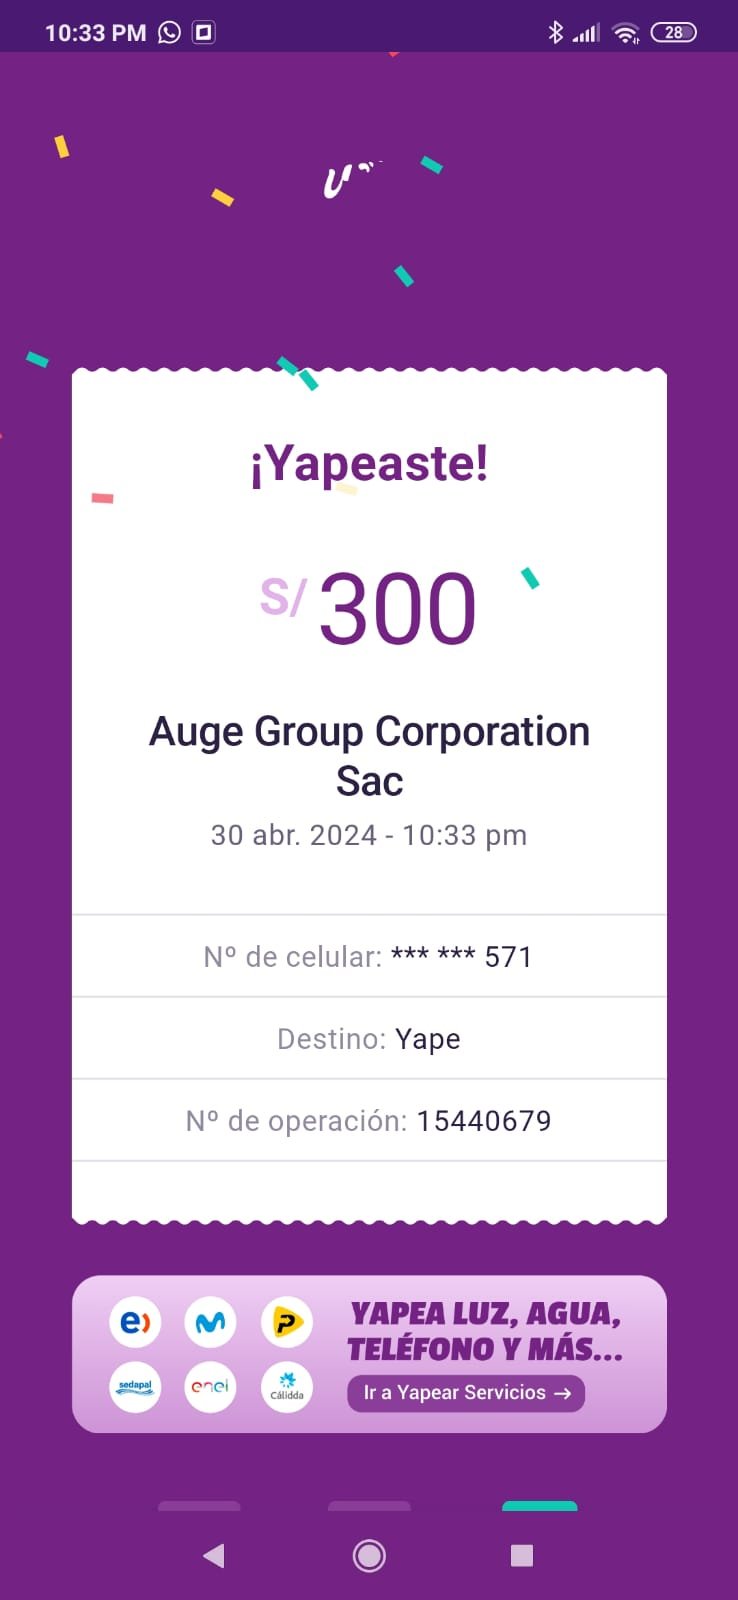 10:33 PM
28
¡Yapeaste!
S/300
Auge Group Corporation
Sac
30 abr. 2024 - 10:33 pm
Nº de celular: *** *** 571
Destino: Yape
Nº de operación: 15440679
YAPEA LUZ, AGUA,
TELÉFONO Y MÁS...
Ir a Yapear Servicios →
e)
P
sedapal
enel
Cálidda